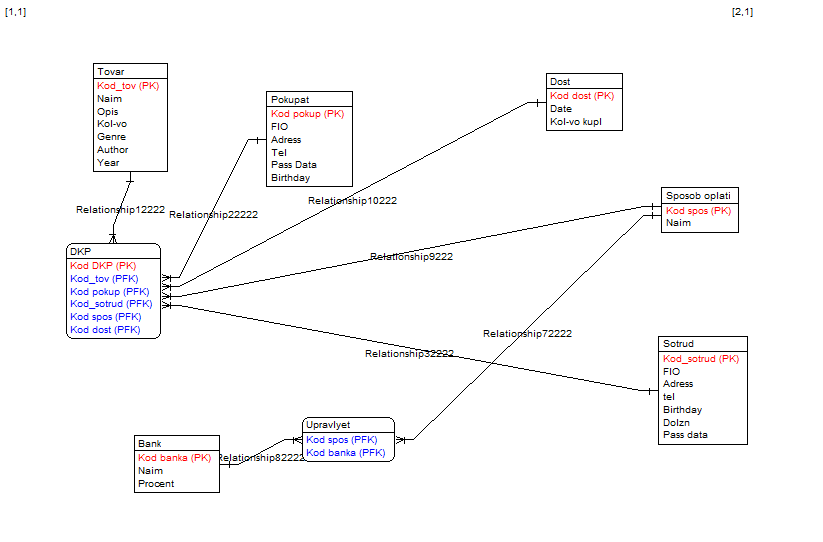 [1,1]
[2,1]
Tovar
Kod_tov (PK)
Naim
Opis
Kol-vo
Genre
Author
Year
Pokupat
Kod pokup (PK)
FIO
Adress
Tel
Pass Data
Birthday
Dost
Kod dost (PK)
Date
Kol-vo kupl
Sposob oplati
Kod spos (PK)
Naim
Relationship12222
Relationship22222
Relationship10222
Relationship9222
DKP
Kod DKP (PK)
Kod_tov (PFK)
Kod pokup (PFK)
Kod_sotrud (PFK)
Kod spos (PFK)
Kod dost (PFK)
Relationship72222
Relationship32222
Sotrud
Kod_sotrud (PK)
FIO
Adress
tel
Birthday
Dolzn
Pass data
Upravlyet
Kod spos (PFK)
Kod banka (PFK)
Bank
Kod banka (PK)
Naim
Procent
Relationship82222